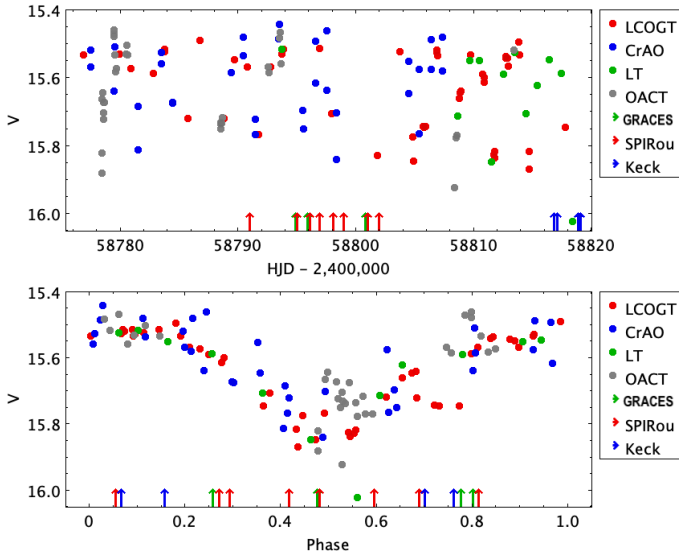 15.4
15.6
15.8
16.0
V
58780
58790
58800
58810
58820
HJD – 2,400,000
LCOGT
CrAO
LT
OACT
GRACES
SPIRou
Keck
15.4
15.6
15.8
16.0
V
0
0.2
0.4
0.6
0.8
1.0
Phase
LCOGT
CrAO
LT
OACT
GRACES
SPIRou
Keck